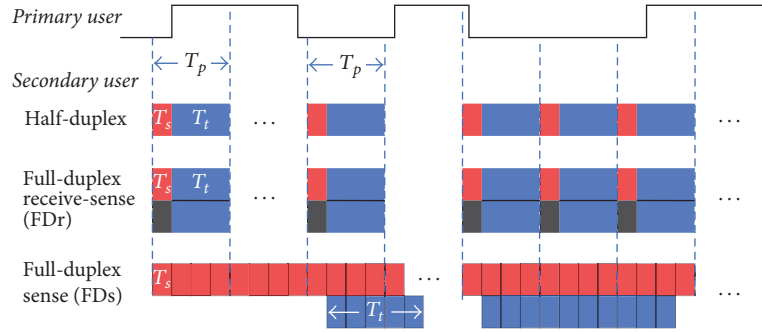 Primary user
T_p T_p
Secondary user
Half-duplex T_s T_t ... ...
Full-duplex
receive-sense
(FDr)
T_s T_t ... ...
Full-duplex
sense (FDs)
T_s ... ...
T_t